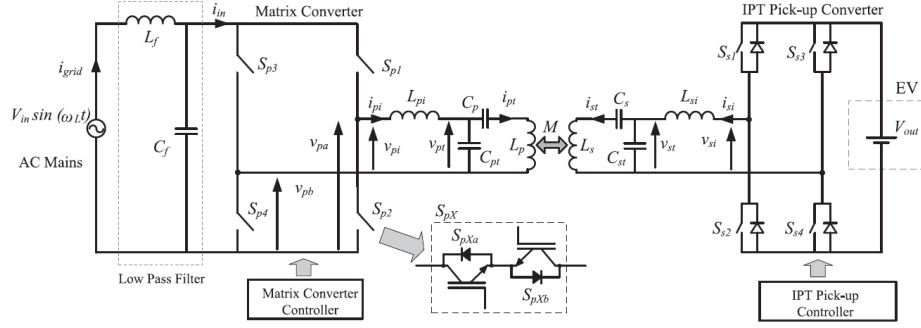 Matrix Converter
IPT Pick-up Converter
L_f
i_in
i_grid
S_p3
S_p1
V_in sin (ω_L t)
AC Mains
C_f
i_pi
L_pi
C_p
i_pt
v_pa
v_pi
v_pt
C_pt
L_p
M
L_s
i_st
C_s
L_si
i_si
C_st
v_st
v_si
S_s1
S_s3
EV
V_out
v_pb
S_p4
S_p2
S_pX
S_pXa
S_pXb
S_s2
S_s4
Low Pass Filter
Matrix Converter
Controller
IPT Pick-up
Controller